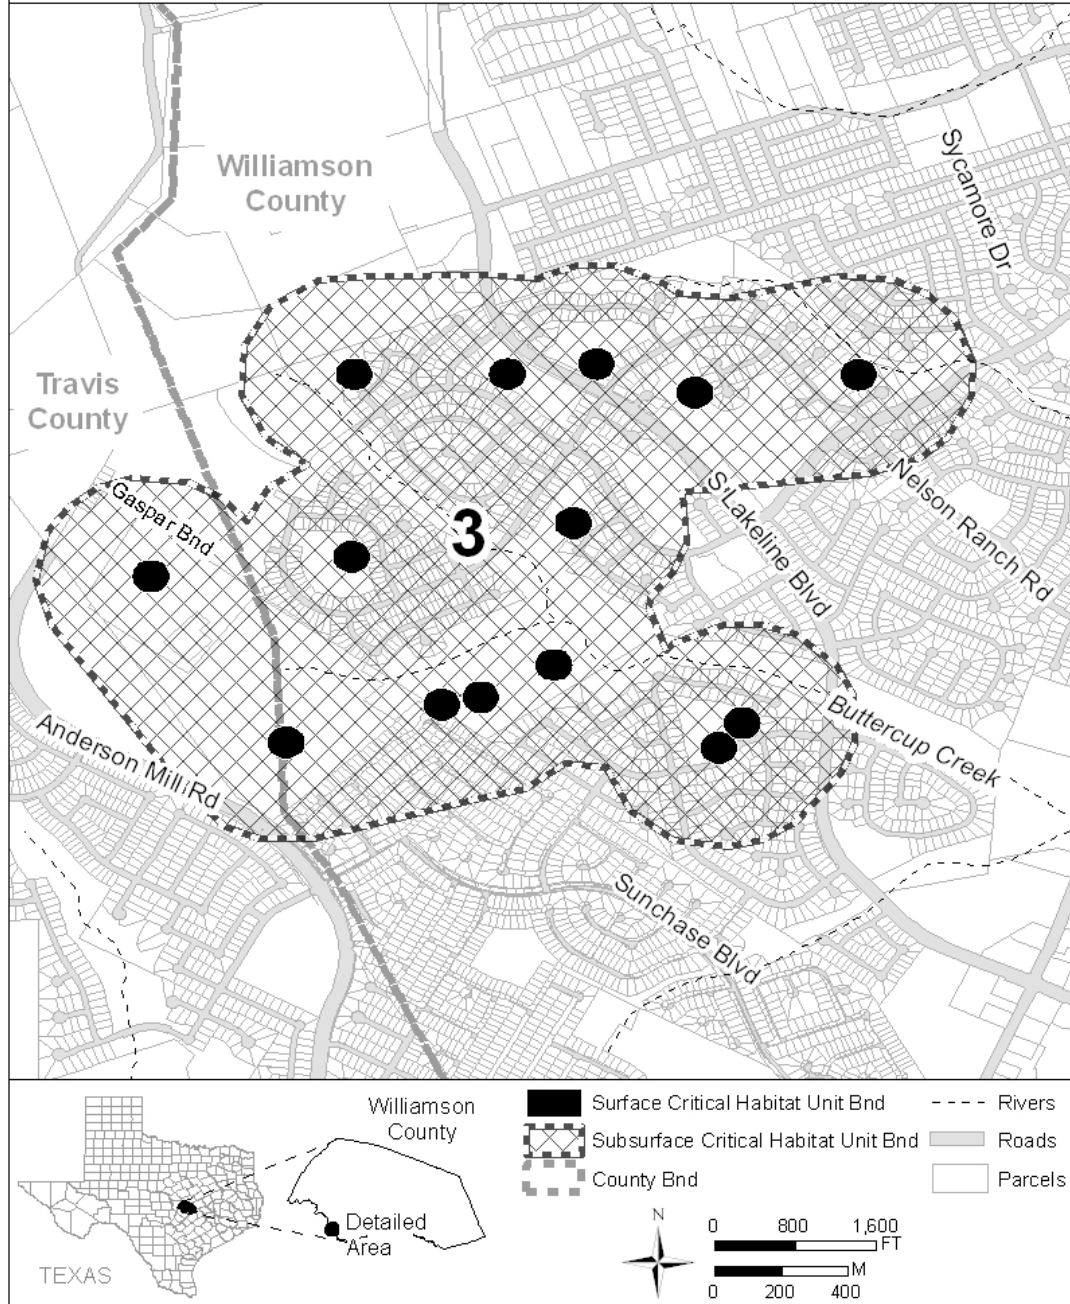 Williamson
County
Sycamore Dr
Travis
County
Gaspar Bnd
3
S Lakeline Blvd
Nelson Ranch Rd
Buttercup Creek
Anderson Mill Rd
Sunchase Blvd
Williamson
County
Detailed
Area
TEXAS
Surface Critical Habitat Unit Bnd
Subsurface Critical Habitat Unit Bnd
County Bnd
Rivers
Roads
Parcels
N
0 800 1,600
FT
M
0 200 400